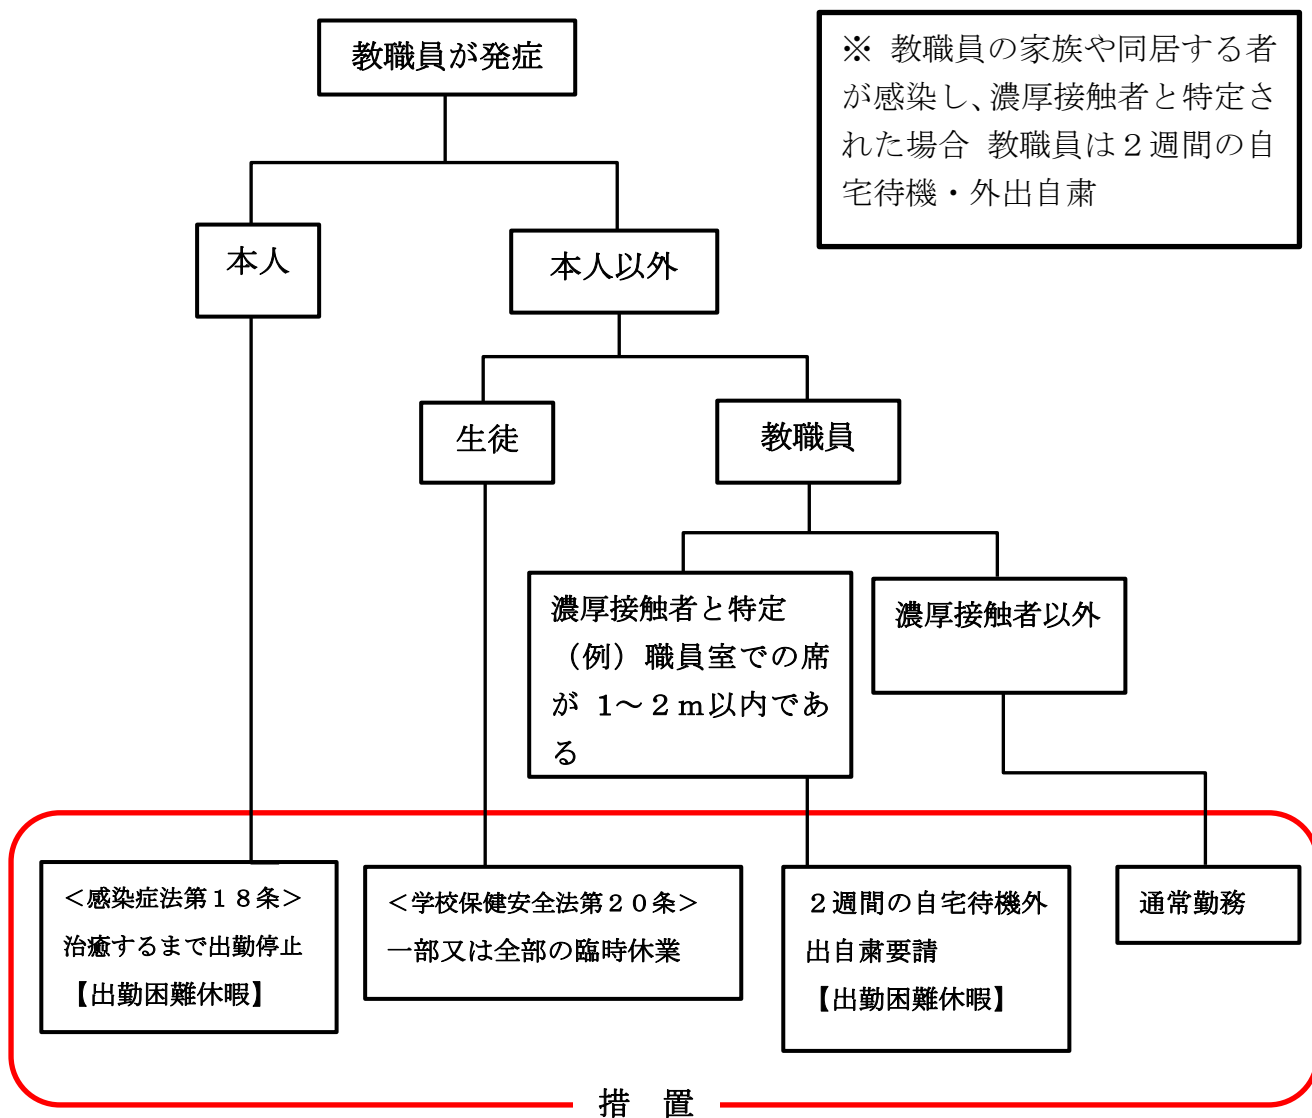 教職員が発症
※ 教職員の家族や同居する者
が感染し、濃厚接触者と特定さ
れた場合 教職員は２週間の自
宅待機・外出自粛
本人
本人以外
生徒
教職員
濃厚接触者と特定
（例）職員室での席
が 1～２ｍ以内であ
る
濃厚接触者以外
＜感染症法第１８条＞
治癒するまで出勤停止
【出勤困難休暇】
＜学校保健安全法第２０条＞
一部又は全部の臨時休業
２週間の自宅待機外
出自粛要請
【出勤困難休暇】
通常勤務
措　置